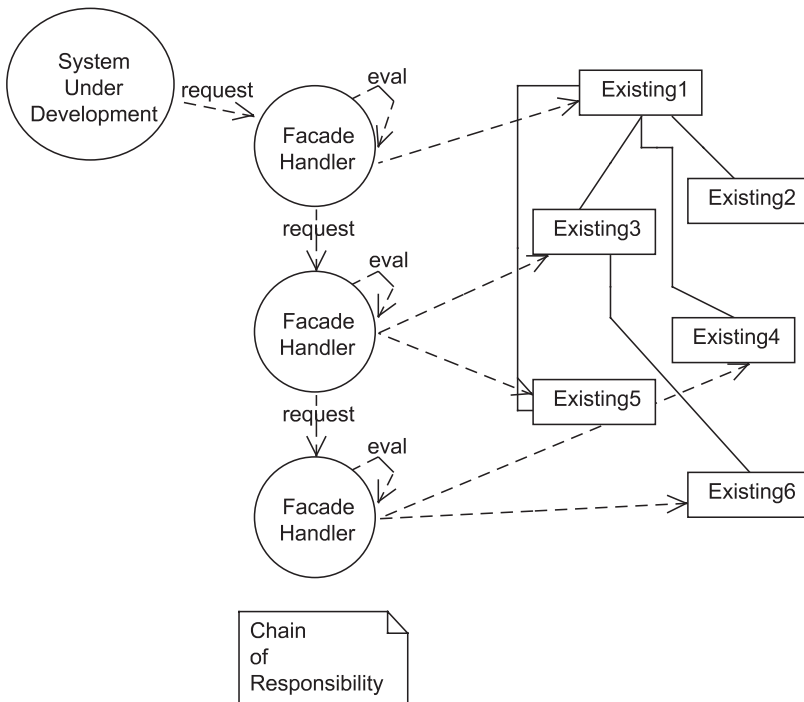 System
Under
Development
request
eval
Facade
Handler
Existing1
Existing2
Existing3
request
eval
Facade
Handler
Existing4
Existing5
request
eval
Facade
Handler
Existing6
Chain
of
Responsibility